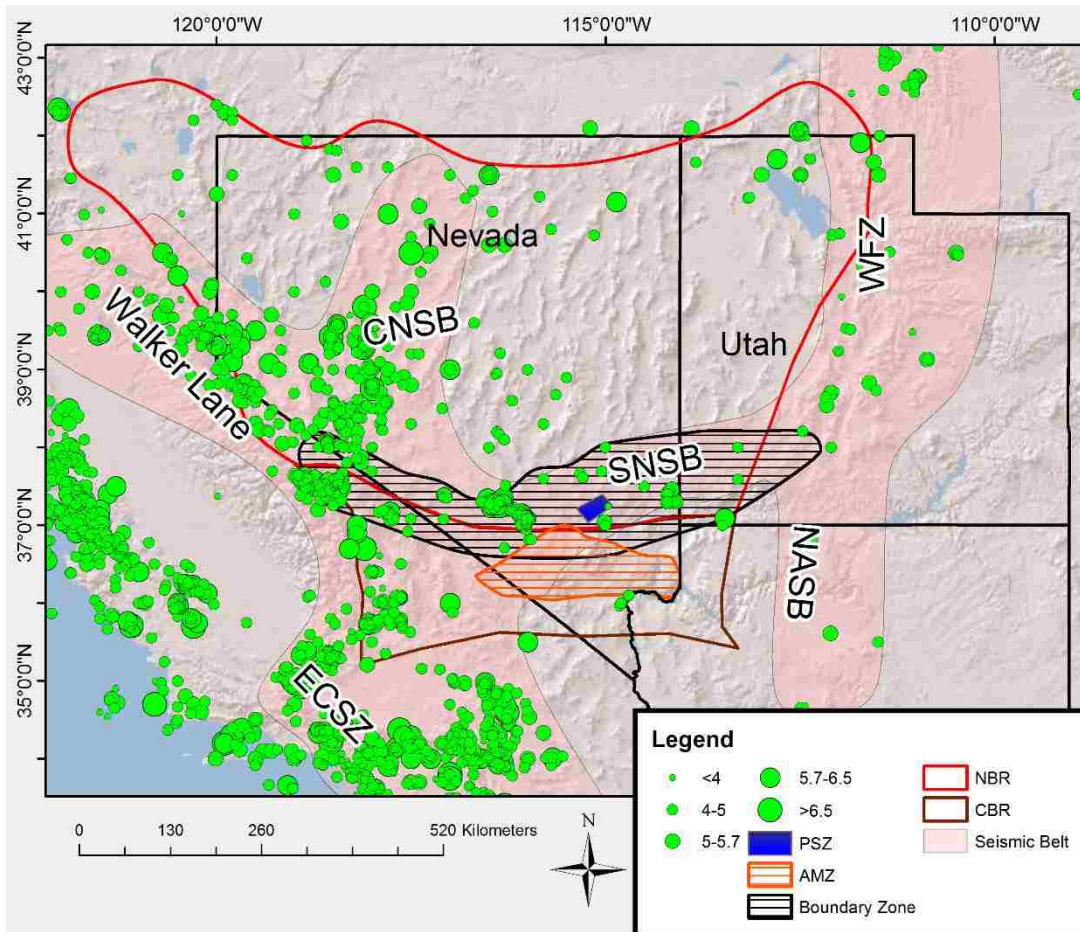 120°0'0"W 115°0'0"W 110°0'0"W
43°0'0"N
41°0'0"N
39°0'0"N
37°0'0"N
35°0'0"N
Nevada
WFZ
CNSB
Walker Lane
Utah
SNSB
NASB
ECSZ
Legend
<4
4-5
5-5.7
5.7-6.5
>6.5
PSZ
AMZ
Boundary Zone
NBR
CBR
Seismic Belt
0 130 260 520 Kilometers
N